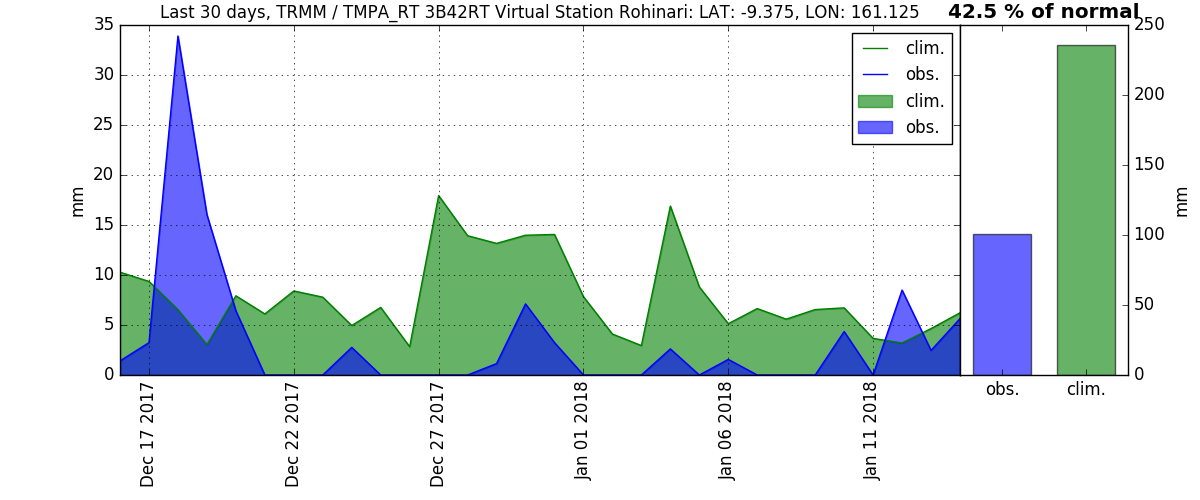 Last 30 days, TRMM / TMPA_RT 3B42RT Virtual Station Rohinari: LAT: -9.375, LON: 161.125
42.5 % of normal
35
30
25
20
15
10
5
0
mm
clim.
obs.
clim.
obs.
Dec 17 2017
Dec 22 2017
Dec 27 2017
Jan 01 2018
Jan 06 2018
Jan 11 2018
250
200
150
100
50
0
mm
obs.
clim.